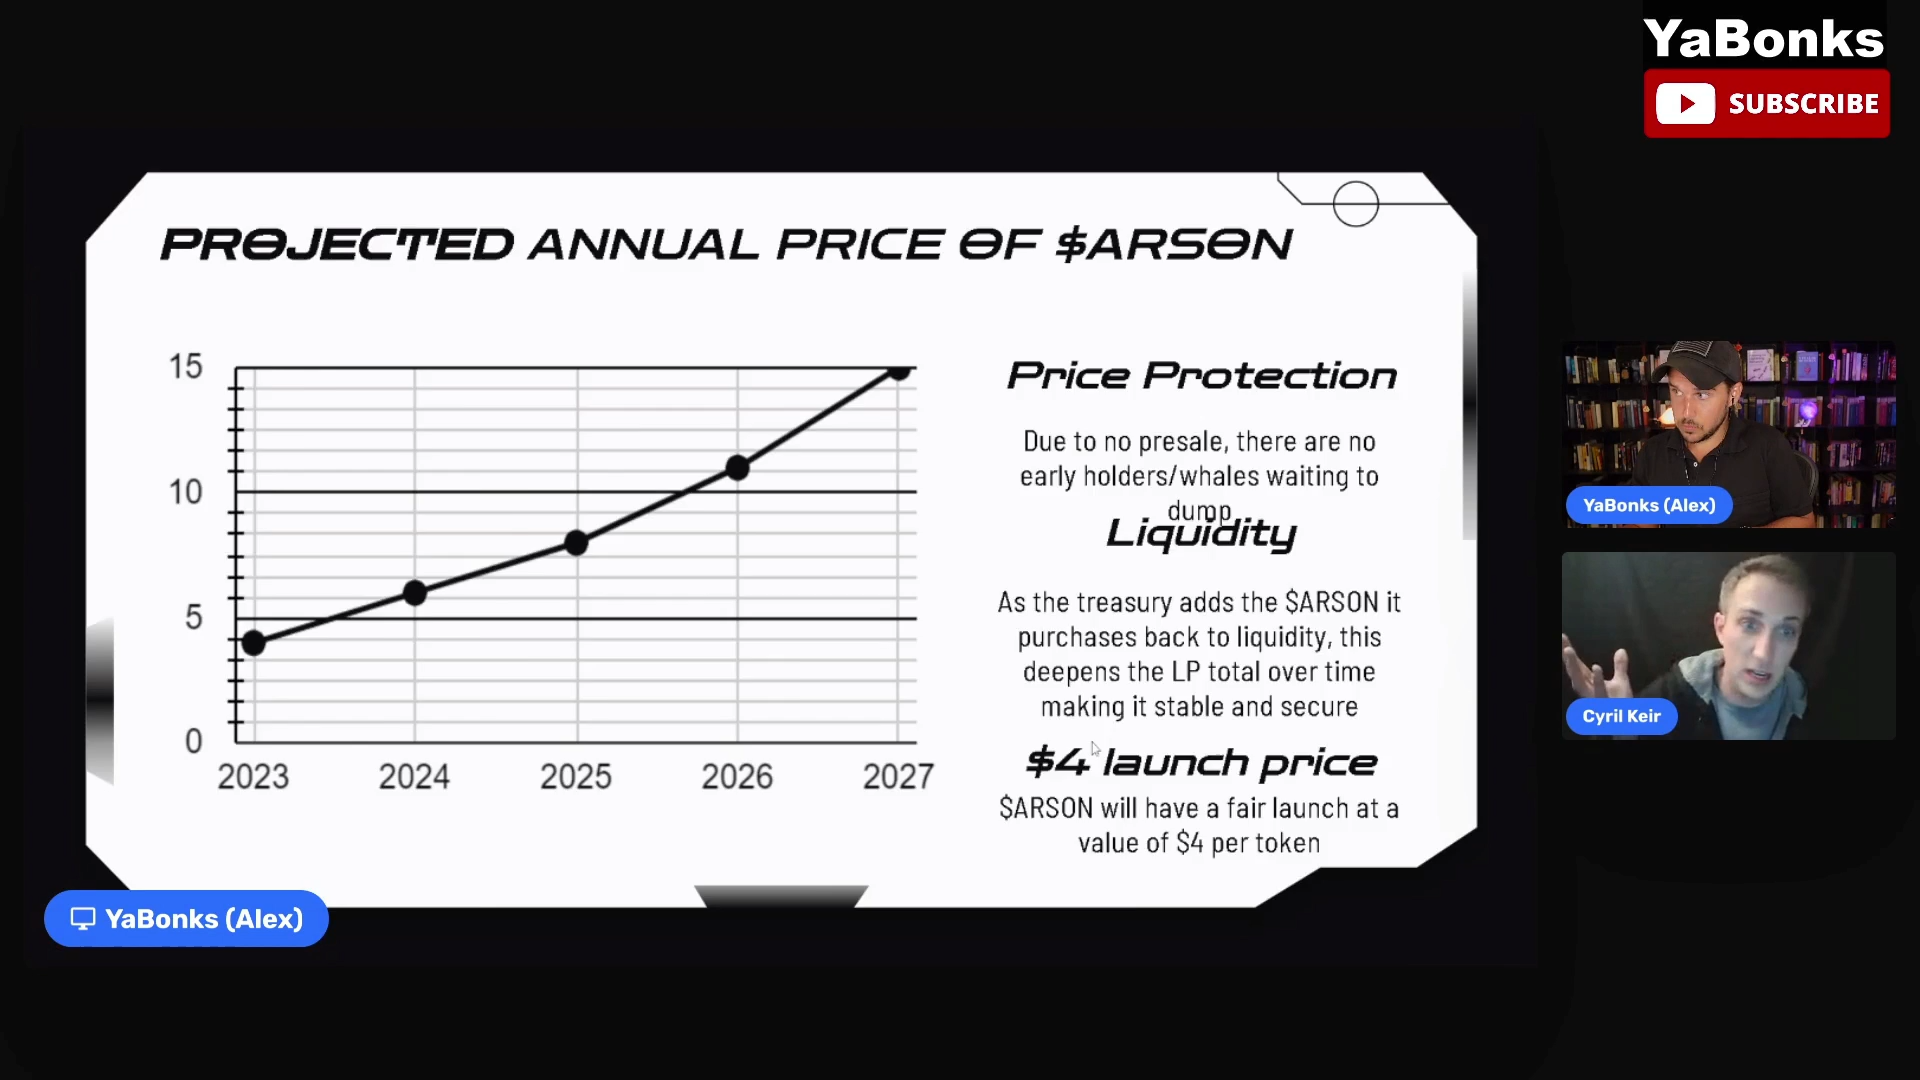 YaBonks
SUBSCRIBE
PROJECTED ANNUAL PRICE OF $ARSON
15
10
5
0
2023 2024 2025 2026 2027
Price Protection
Due to no presale, there are no
early holders/whales waiting to
dump
Liquidity
As the treasury adds the $ARSON it
purchases back to liquidity, this
deepens the LP total over time
making it stable and secure
$4 launch price
$ARSON will have a fair launch at a
value of $4 per token
YaBonks (Alex)
Cyril Keir
YaBonks (Alex)